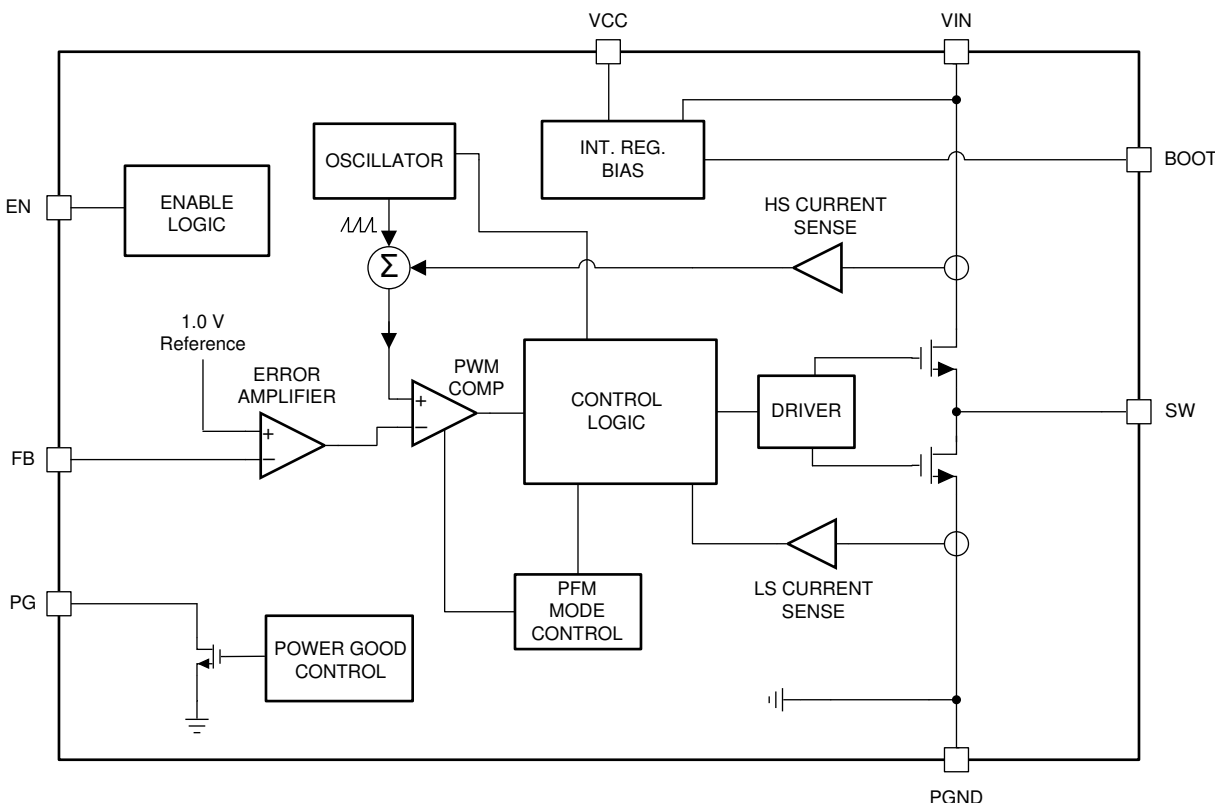 VCC
VIN
OSCILLATOR
INT. REG.
BIAS
BOOT
EN
ENABLE
LOGIC
HS CURRENT
SENSE
Σ
1.0 V
Reference
ERROR
AMPLIFIER
PWM
COMP
+
−
+
−
CONTROL
LOGIC
DRIVER
SW
FB
PG
POWER GOOD
CONTROL
PFM
MODE
CONTROL
LS CURRENT
SENSE
PGND